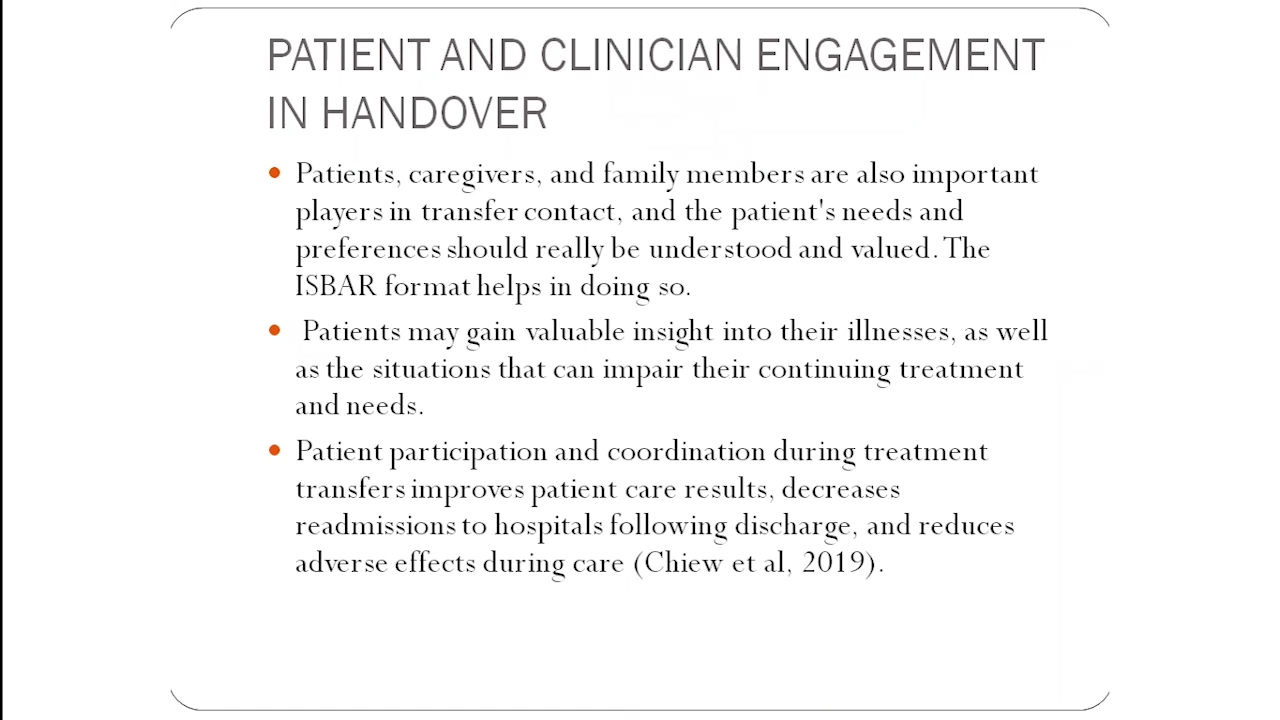 PATIENT AND CLINICIAN ENGAGEMENT
IN HANDOVER
Patients, caregivers, and family members are also important
players in transfer contact, and the patient's needs and
preferences should really be understood and valued. The
ISBAR format helps in doing so.
Patients may gain valuable insight into their illnesses, as well
as the situations that can impair their continuing treatment
and needs.
Patient participation and coordination during treatment
transfers improves patient care results, decreases
readmissions to hospitals following discharge, and reduces
adverse effects during care (Chiew et al, 2019).